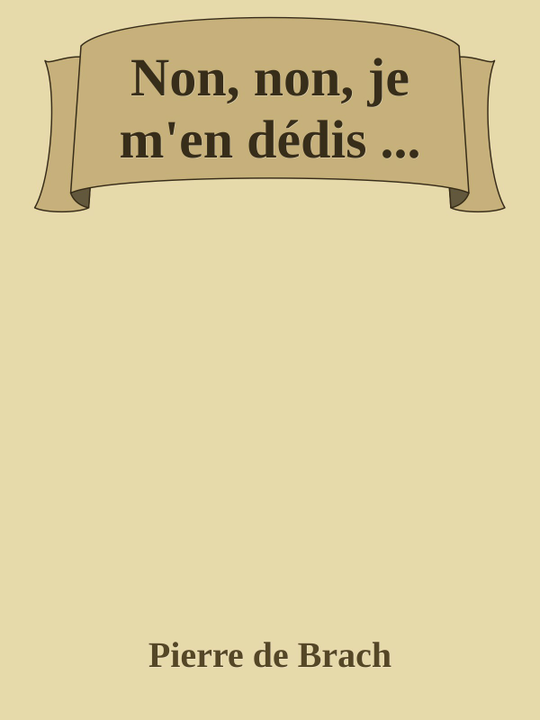 Non, non, je
m'en dédis ...
Pierre de Brach